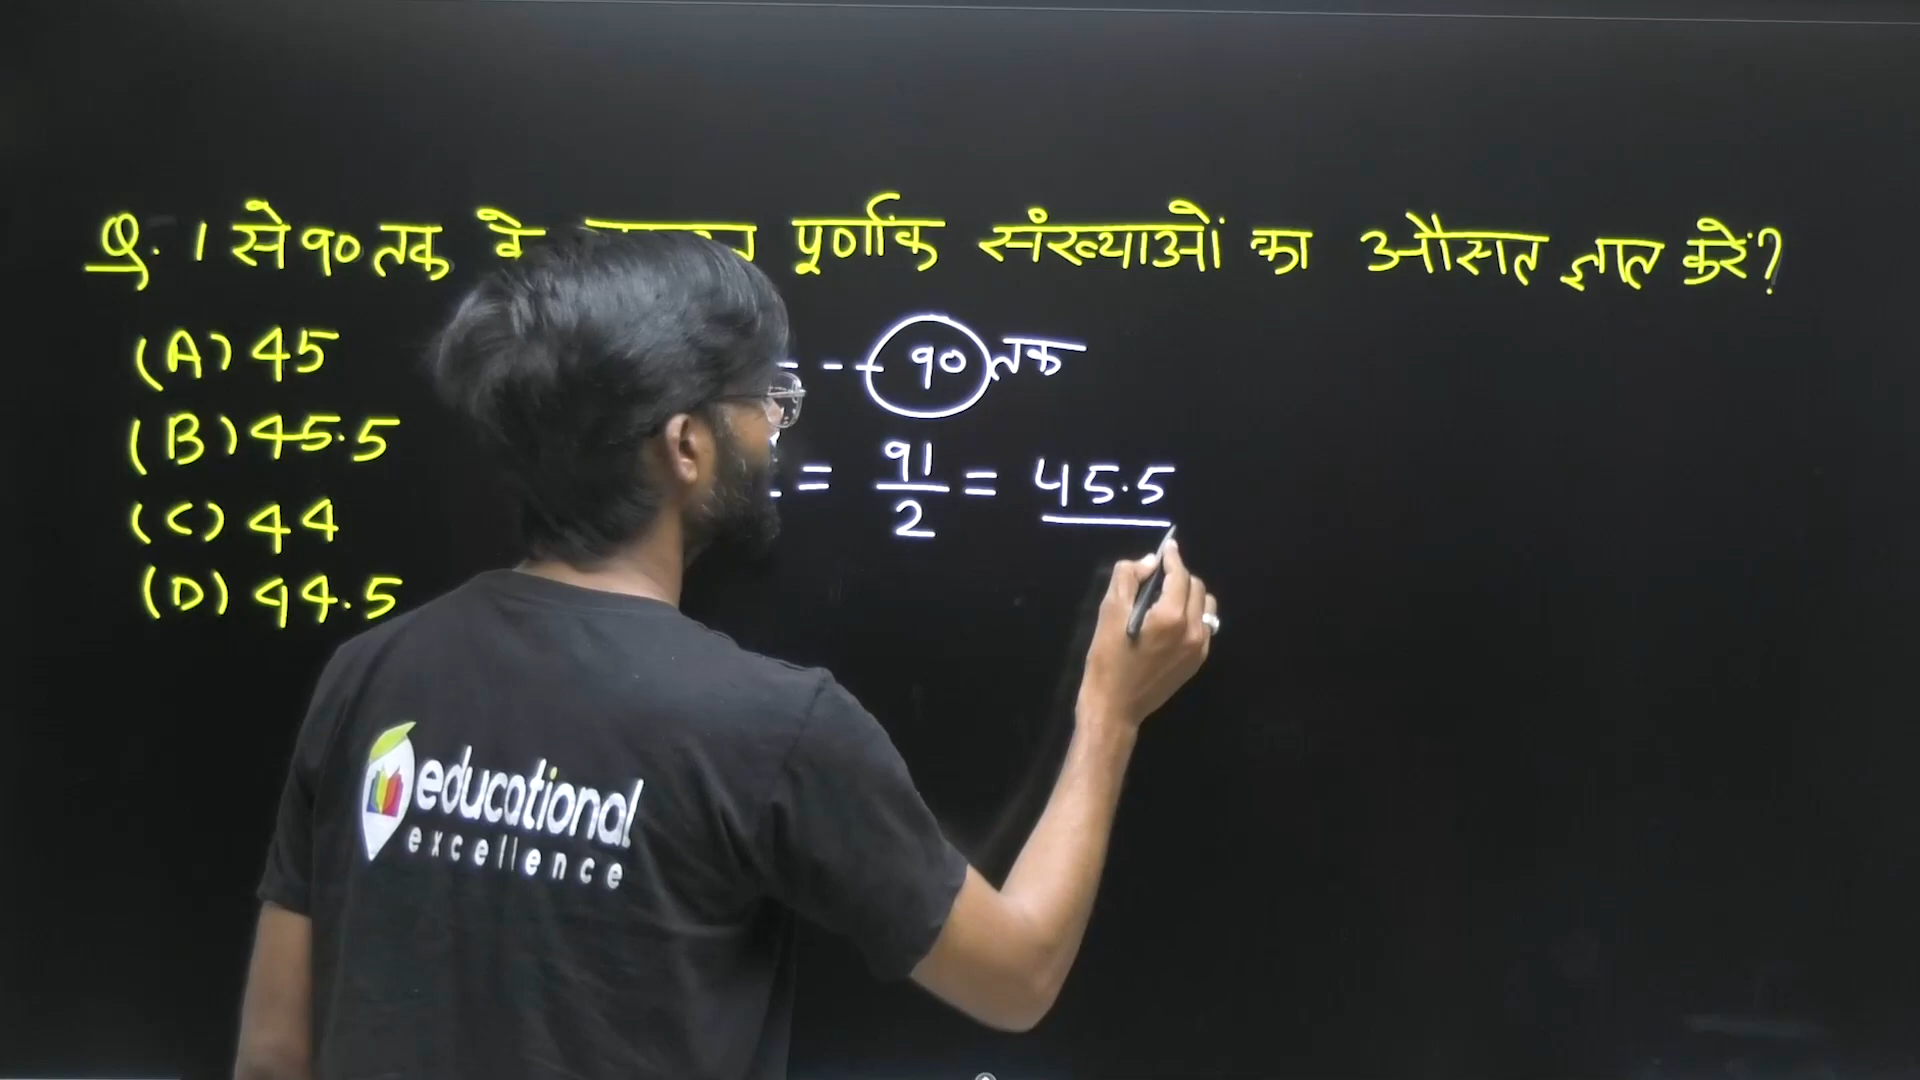 Q. 1 से 90 तक के पूर्णांक संख्याओं का औसत ज्ञात करें?
(A) 45
(B) 45.5
(C) 44
(D) 44.5
- - - 90 तक
= 91/2 = 45.5
educational
excellence